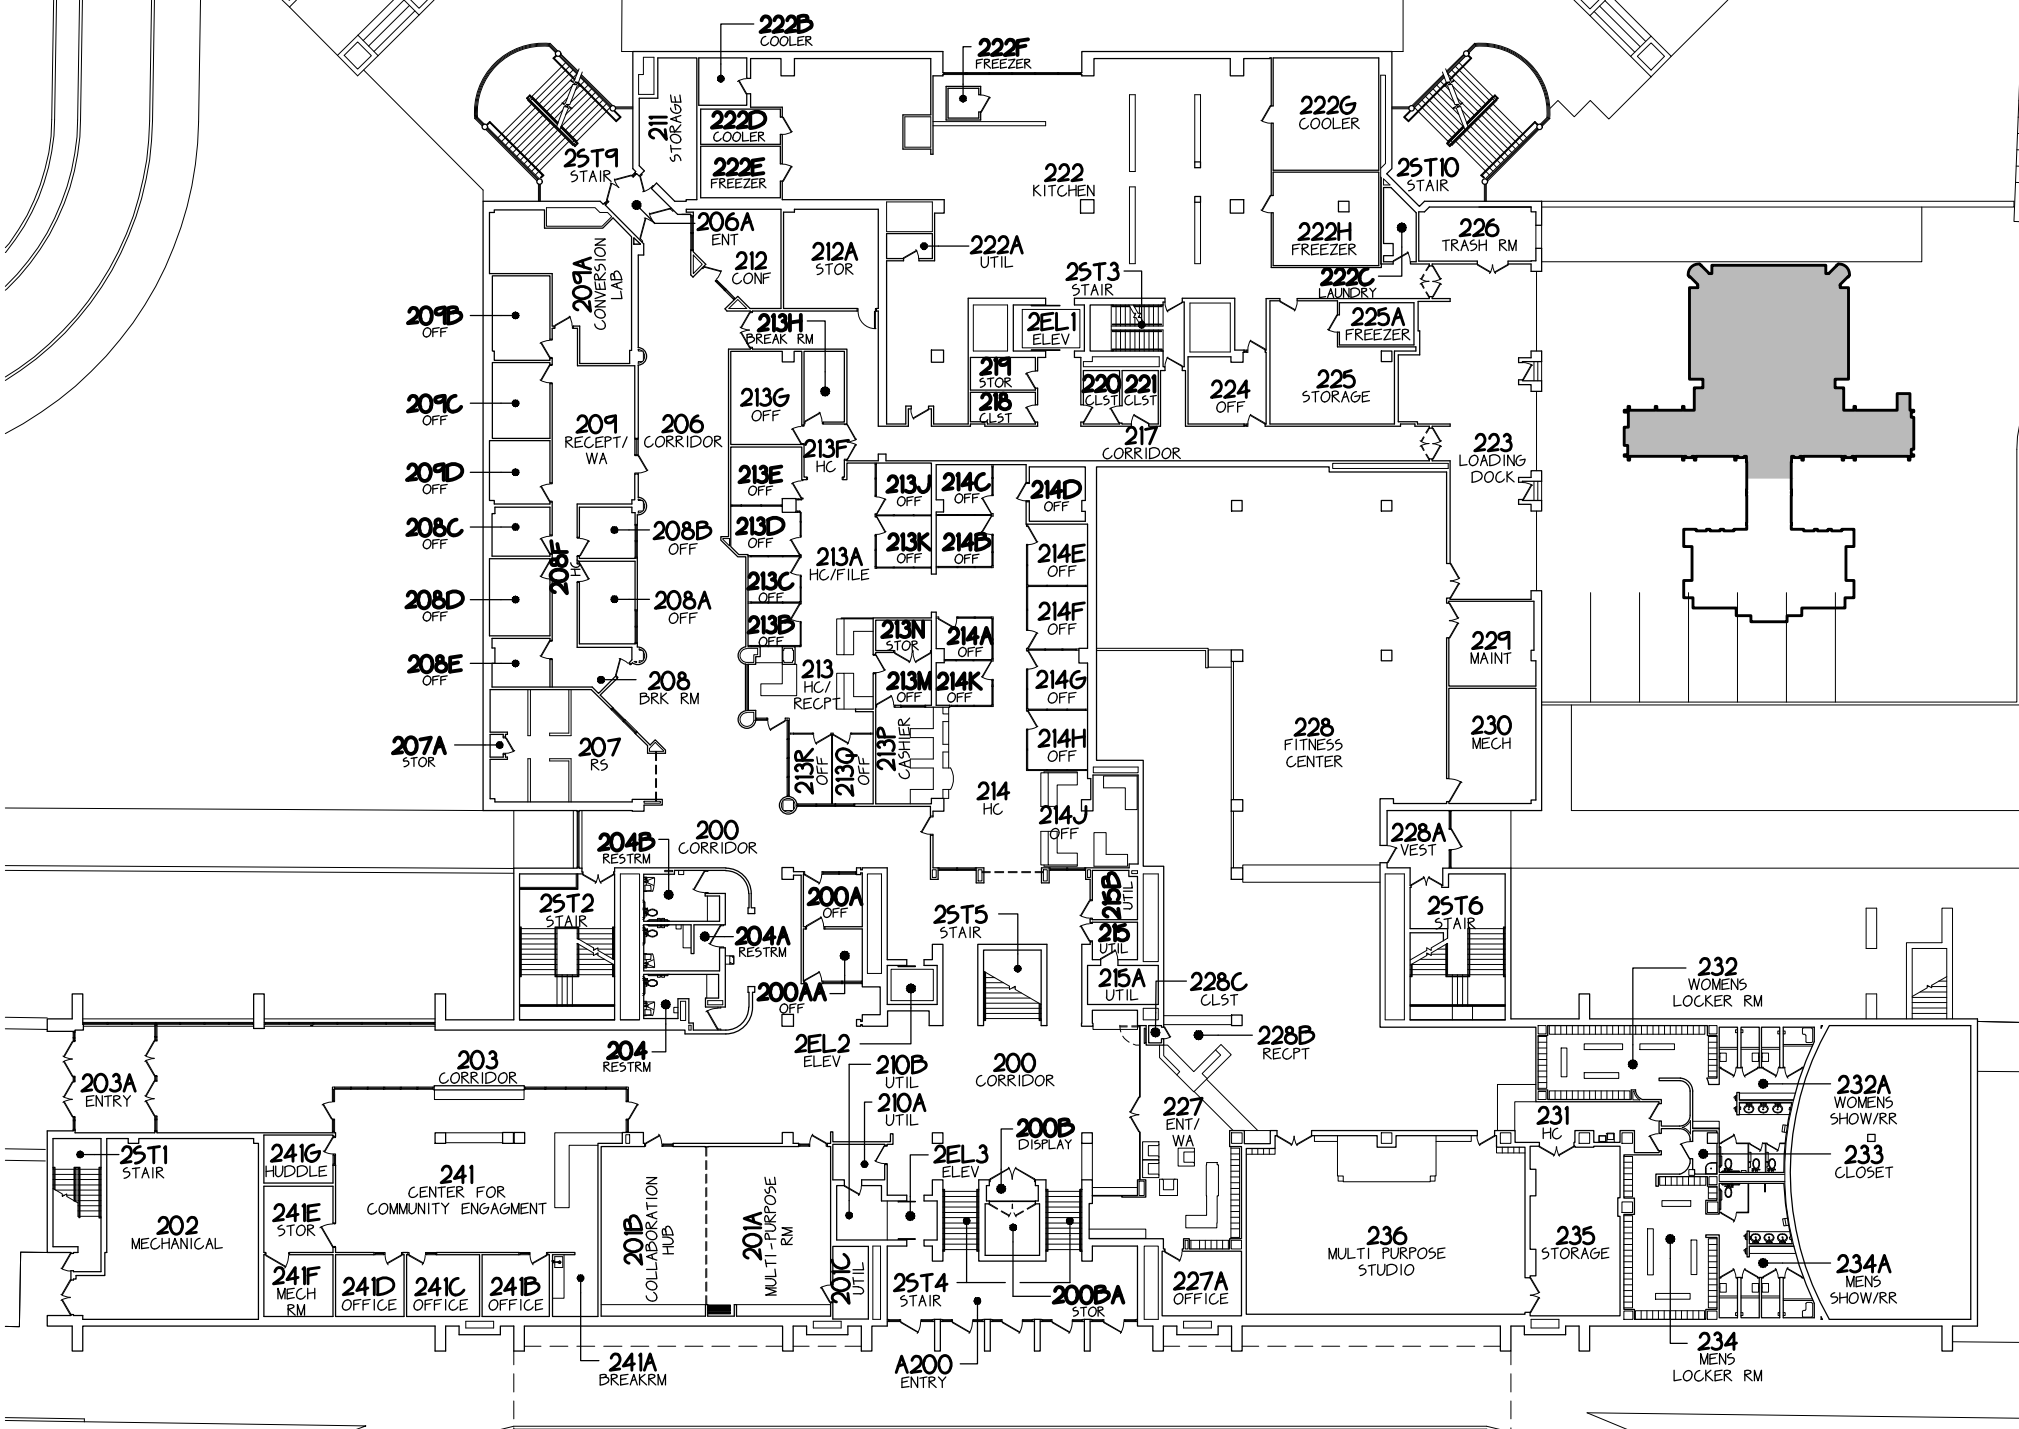 222B
COOLER
222F
FREEZER
211
STORAGE
222D
COOLER
222E
FREEZER
222G
COOLER
2ST9
STAIR
222
KITCHEN
2ST10
STAIR
206A
ENT
212
CONF
212A
STOR
222A
UTIL
222H
FREEZER
226
TRASH RM
222C
LAUNDRY
209A
CONVERSION
LAB
2ST3
STAIR
209B
OFF
213H
BREAK RM
2EL1
ELEV
225A
FREEZER
219
STOR
218
CLST
220
CLST
221
CLST
224
OFF
225
STORAGE
209C
OFF
209
RECEPT/
WA
206
CORRIDOR
213G
OFF
213F
HC
217
CORRIDOR
223
LOADING
DOCK
209D
OFF
213E
OFF
213J
OFF
214C
OFF
214D
OFF
208C
OFF
208B
OFF
213D
OFF
213A
HC/FILE
213K
OFF
214B
OFF
214E
OFF
208F
HC
208D
OFF
208A
OFF
213C
OFF
213B
OFF
214F
OFF
213N
STOR
214A
OFF
229
MAINT
208E
OFF
208
BRK RM
213
HC/
RECPT
213M
OFF
214K
OFF
214G
OFF
207A
STOR
207
RS
213R
OFF
213Q
OFF
213P
CASHIER
214H
OFF
228
FITNESS
CENTER
230
MECH
214
HC
214J
OFF
200
CORRIDOR
204B
RESTRM
228A
VEST
2ST2
STAIR
200A
OFF
2ST5
STAIR
215B
UTIL
2ST6
STAIR
204A
RESTRM
215
UTIL
200AA
OFF
215A
UTIL
228C
CLST
232
WOMENS
LOCKER RM
204
RESTRM
2EL2
ELEV
228B
RECPT
203
CORRIDOR
210B
UTIL
200
CORRIDOR
203A
ENTRY
210A
UTIL
227
ENT/
WA
231
HC
232A
WOMENS
SHOW/RR
200B
DISPLAY
2ST1
STAIR
241G
HUDDLE
2EL3
ELEV
233
CLOSET
241
CENTER FOR
COMMUNITY ENGAGMENT
241E
STOR
202
MECHANICAL
201B
COLLABORATION
HUB
201A
MULTI-PURPOSE
RM
236
MULTI PURPOSE
STUDIO
235
STORAGE
241F
MECH
RM
241D
OFFICE
241C
OFFICE
241B
OFFICE
201C
UTIL
2ST4
STAIR
200BA
STOR
227A
OFFICE
234A
MENS
SHOW/RR
241A
BREAKRM
A200
ENTRY
234
MENS
LOCKER RM